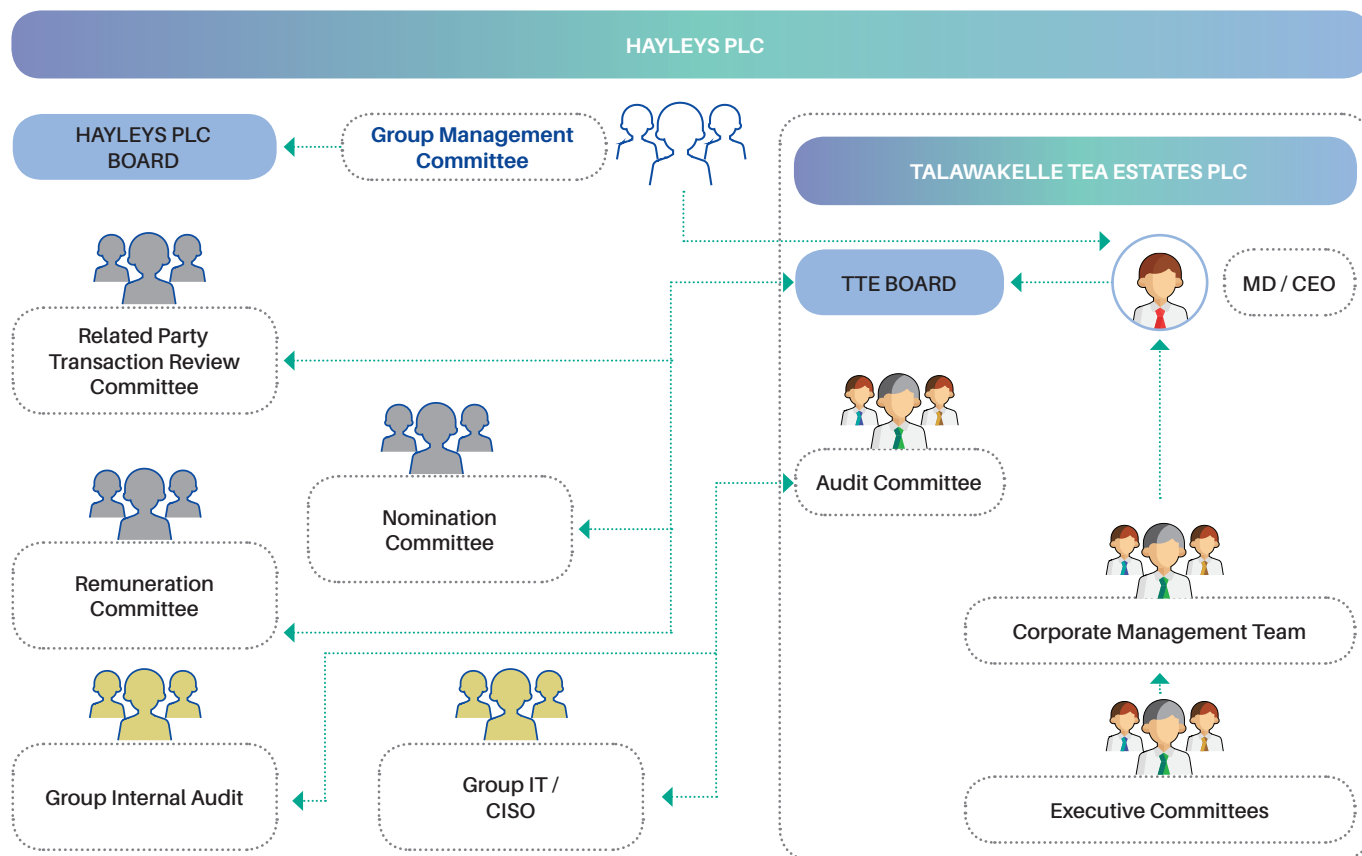 HAYLEYS PLC
HAYLEYS PLC
BOARD
Group Management
Committee
TALAWAKELLE TEA ESTATES PLC
TTE BOARD
MD / CEO
Related Party
Transaction Review
Committee
Audit Committee
Nomination
Committee
Remuneration
Committee
Corporate Management Team
Group Internal Audit
Group IT /
CISO
Executive Committees